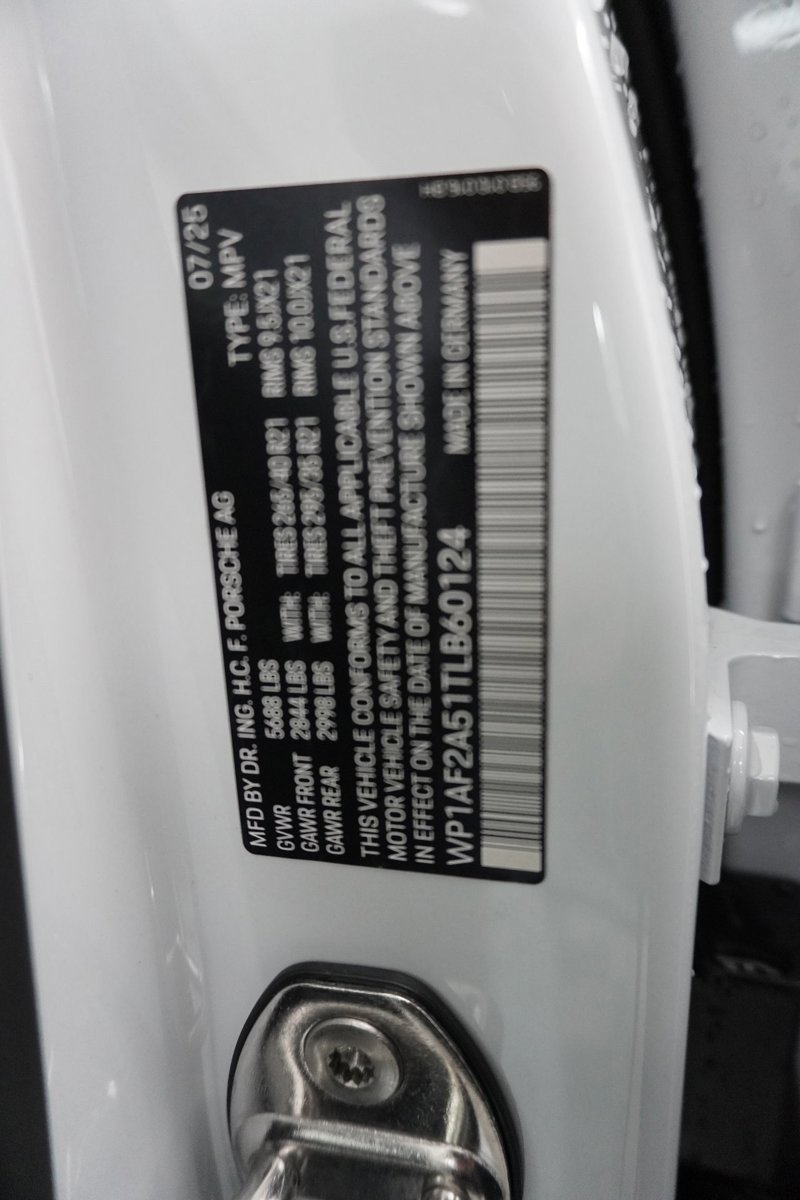 07/25
MFD BY DR. ING. H.C. F. PORSCHE AG TYPE: MPV
GVWR 5688 LBS
GAWR FRONT 2844 LBS WITH: TIRES 265/40 R21 RIMS 9.5JX21
GAWR REAR 2998 LBS WITH: TIRES 295/35 R21 RIMS 10.0JX21
THIS VEHICLE CONFORMS TO ALL APPLICABLE U.S. FEDERAL
MOTOR VEHICLE SAFETY AND THEFT PREVENTION STANDARDS
IN EFFECT ON THE DATE OF MANUFACTURE SHOWN ABOVE
WP1AF2A51TLB60124 MADE IN GERMANY